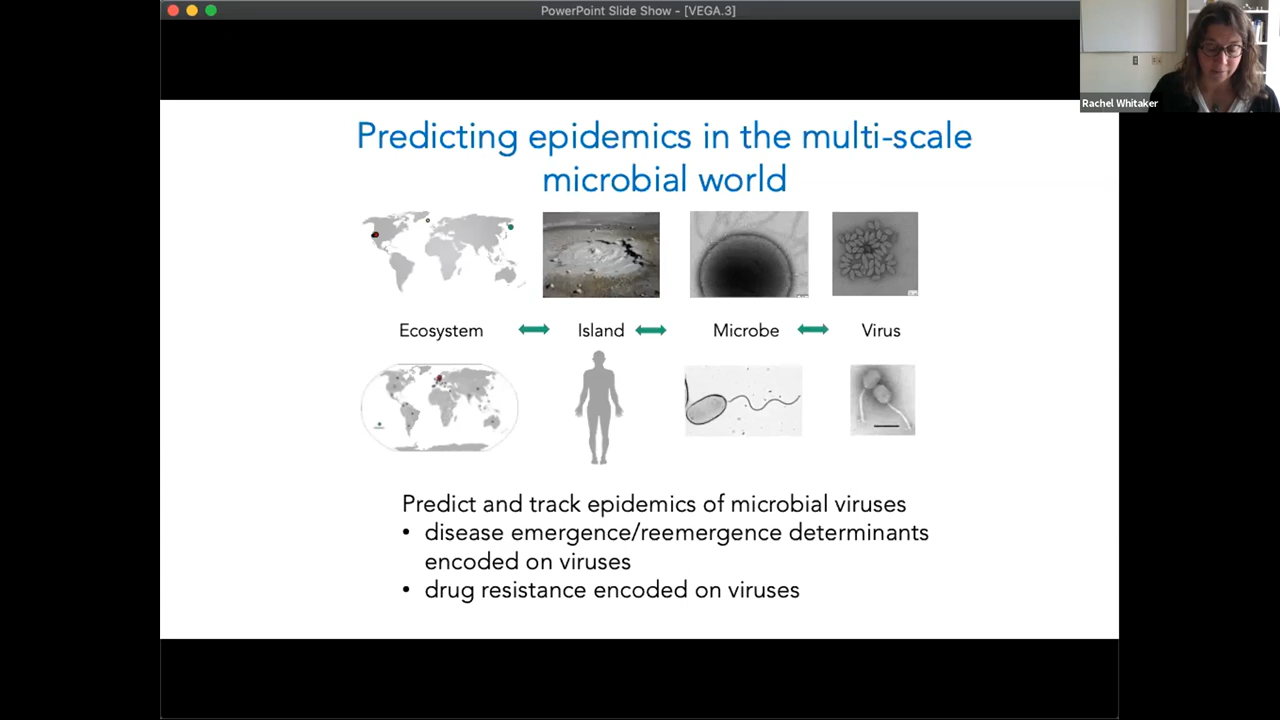 PowerPoint Slide Show - [VEGA.3]
Rachel Whitaker
Predicting epidemics in the multi-scale
microbial world
Ecosystem
Island
Microbe
Virus
Predict and track epidemics of microbial viruses
• disease emergence/reemergence determinants
encoded on viruses
• drug resistance encoded on viruses